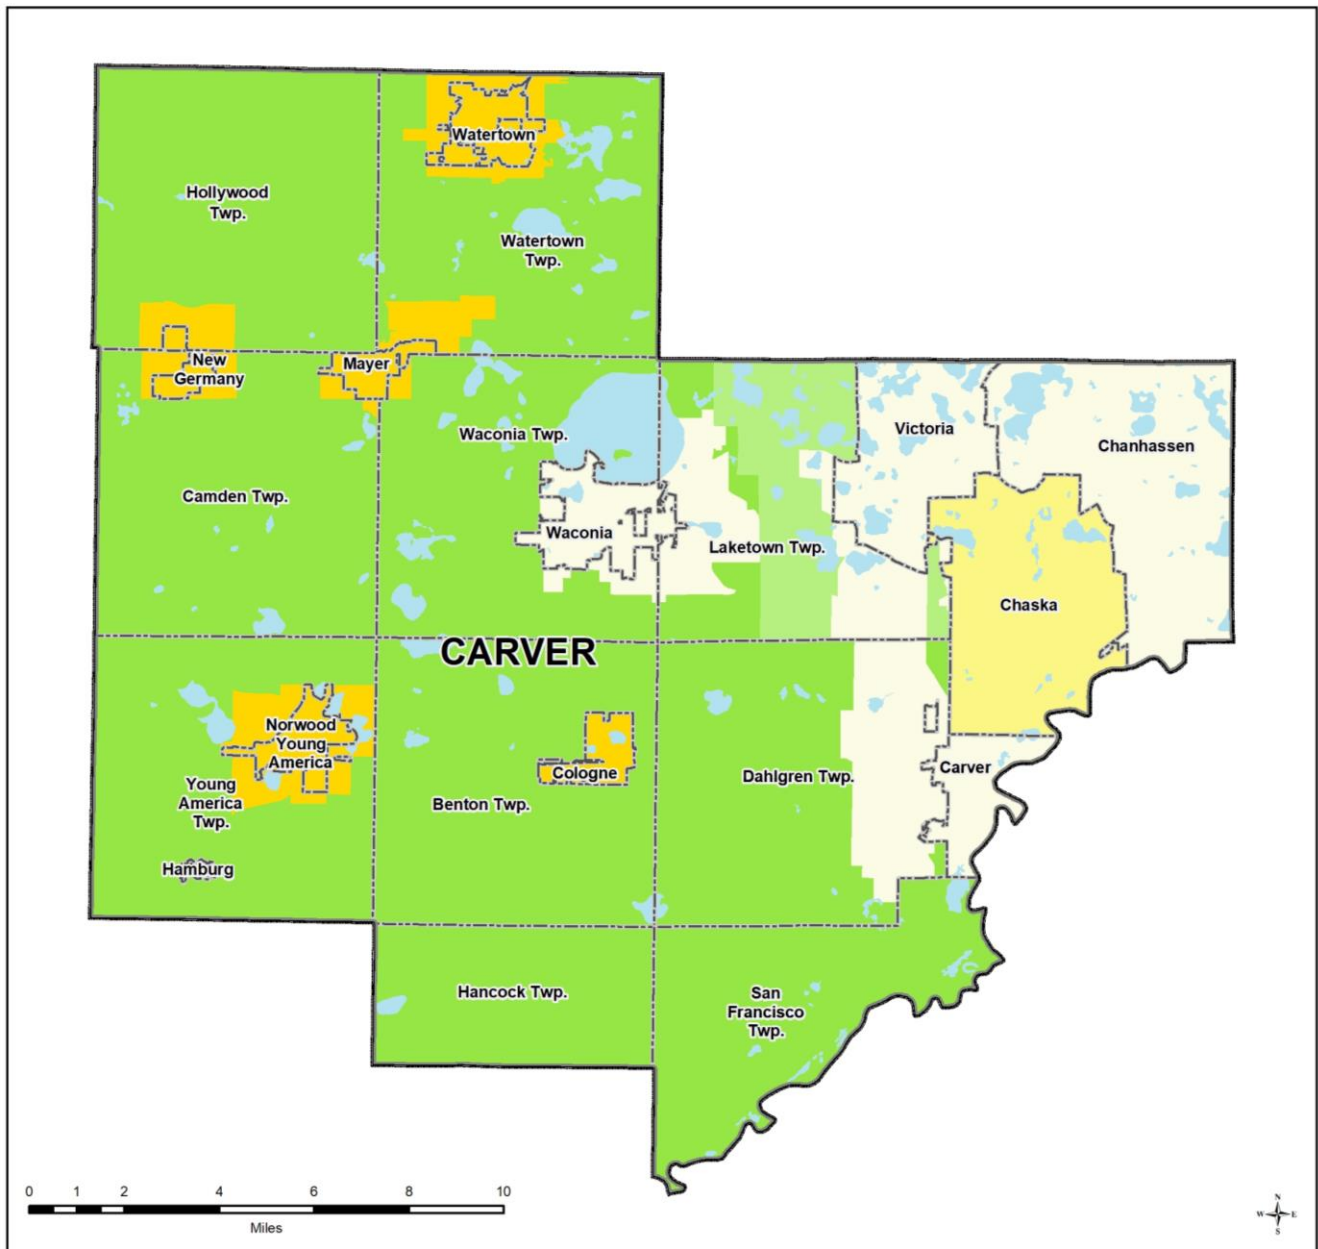 Watertown
Hollywood
Twp.
Watertown
Twp.
New
Germany
Mayer
Waconia Twp.
Victoria
Chanhassen
Camden Twp.
Waconia
Laketown Twp.
Chaska
CARVER
Norwood
Young
America
Young
America
Twp.
Cologne
Benton Twp.
Dahlgren Twp.
Carver
Hamburg
Hancock Twp.
San
Francisco
Twp.
0 1 2 4 6 8 10
Miles
N
W E
S